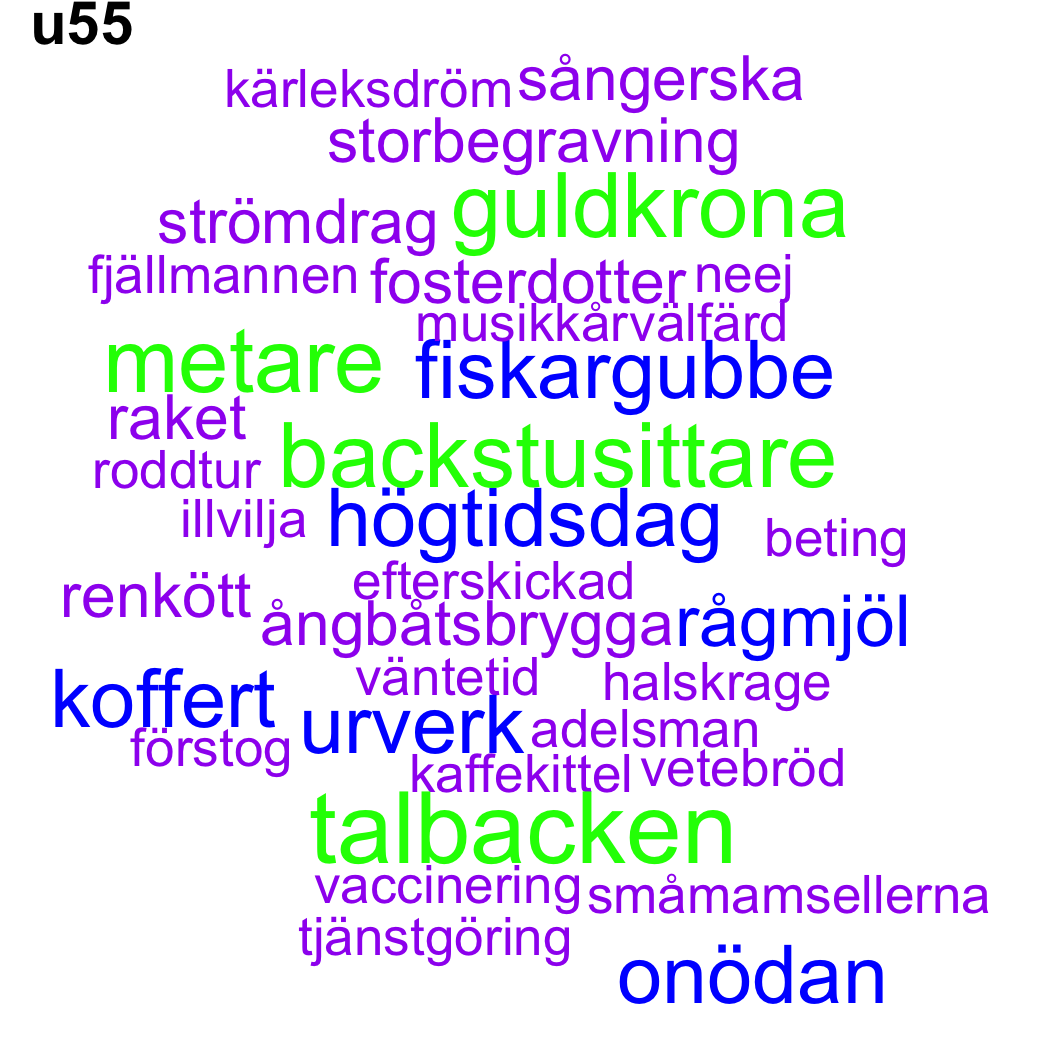 u55
kärleksdröm sångerska
storbegravning
strömdrag guldkrona
fjällmannen fosterdotter neej
musikkårvälfärd
metare fiskargubbe
raket
roddtur backstusittare
illvilja högtidsdag beting
renkött efterskickad
ångbåtsbrygga rågmjöl
koffert väntetid halskrage
förstog urverk adelsman
kaffekittel vetebröd
talbacken
vaccinering småmamsellerna
tjänstgöring
onödan